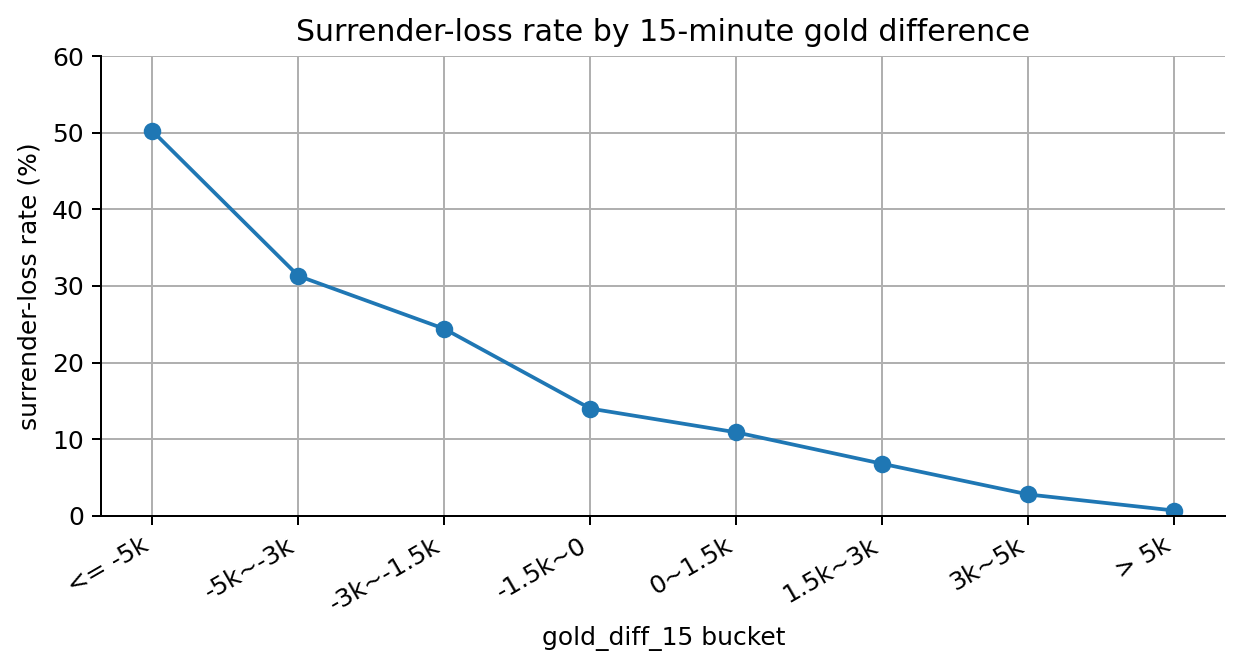 Surrender-loss rate by 15-minute gold difference
surrender-loss rate (%)
60
50
40
30
20
10
0
<= -5k
-5k~-3k
-3k~-1.5k
-1.5k~0
0~1.5k
1.5k~3k
3k~5k
> 5k
gold_diff_15 bucket